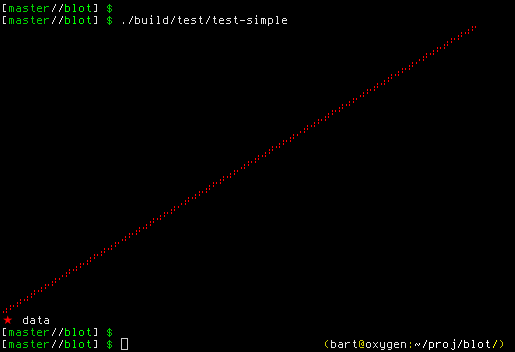 [master//blot] $
[master//blot] $ ./build/test/test-simple
★ data
[master//blot] $
[master//blot] $ (bart@oxygen:~/proj/blot/)